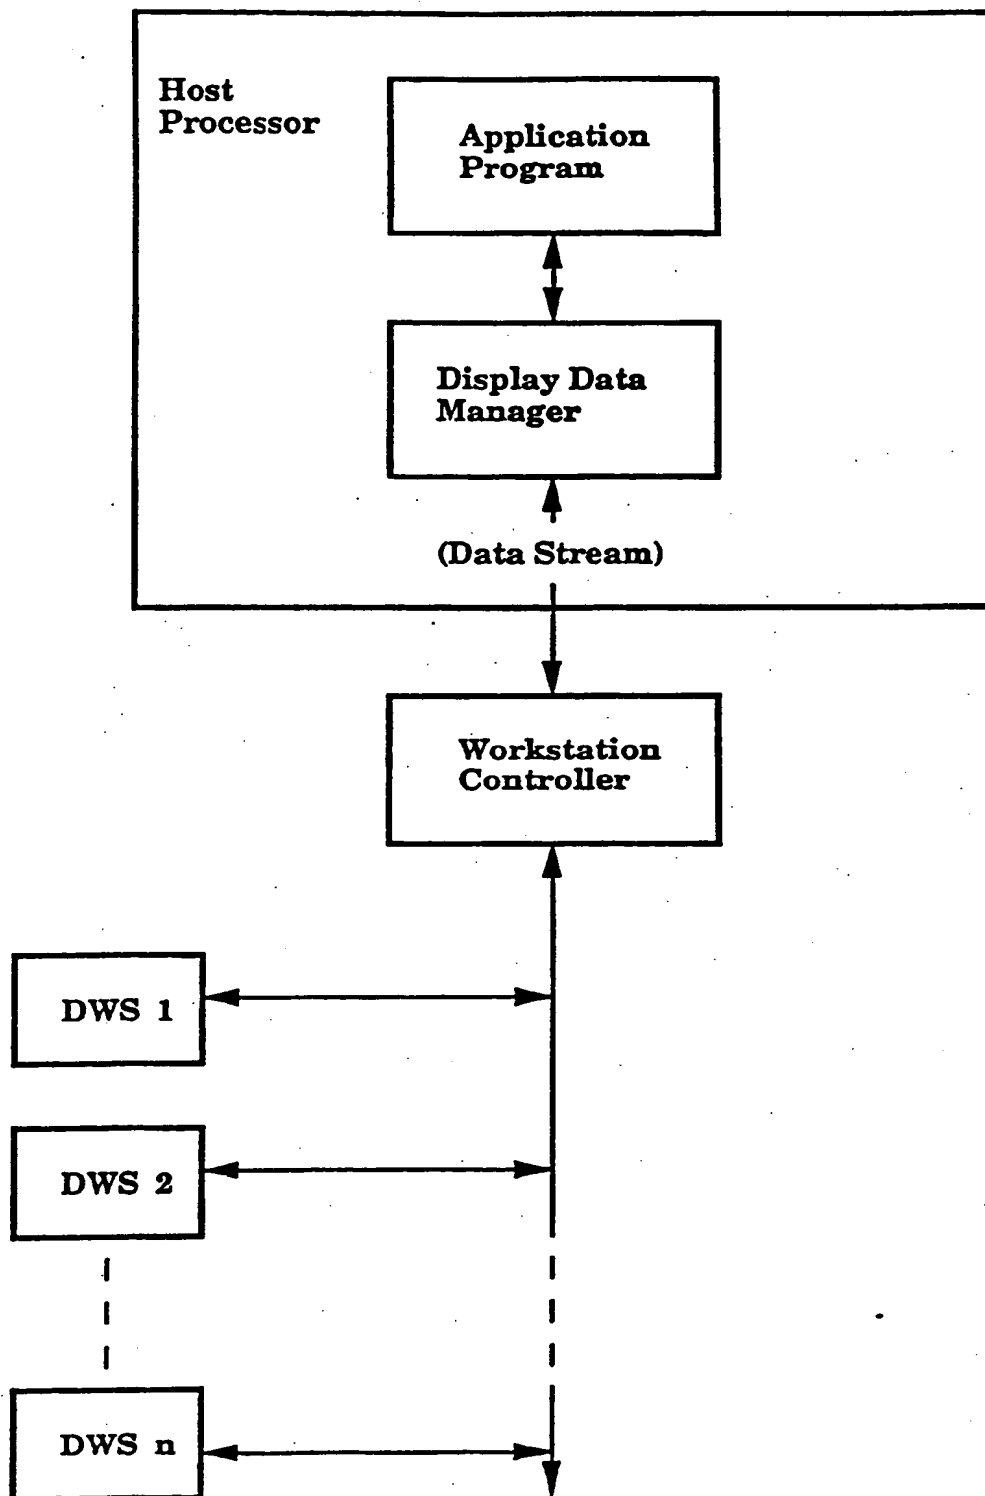 Host
Processor
Application
Program
Display Data
Manager
(Data Stream)
Workstation
Controller
DWS 1
DWS 2
DWS n